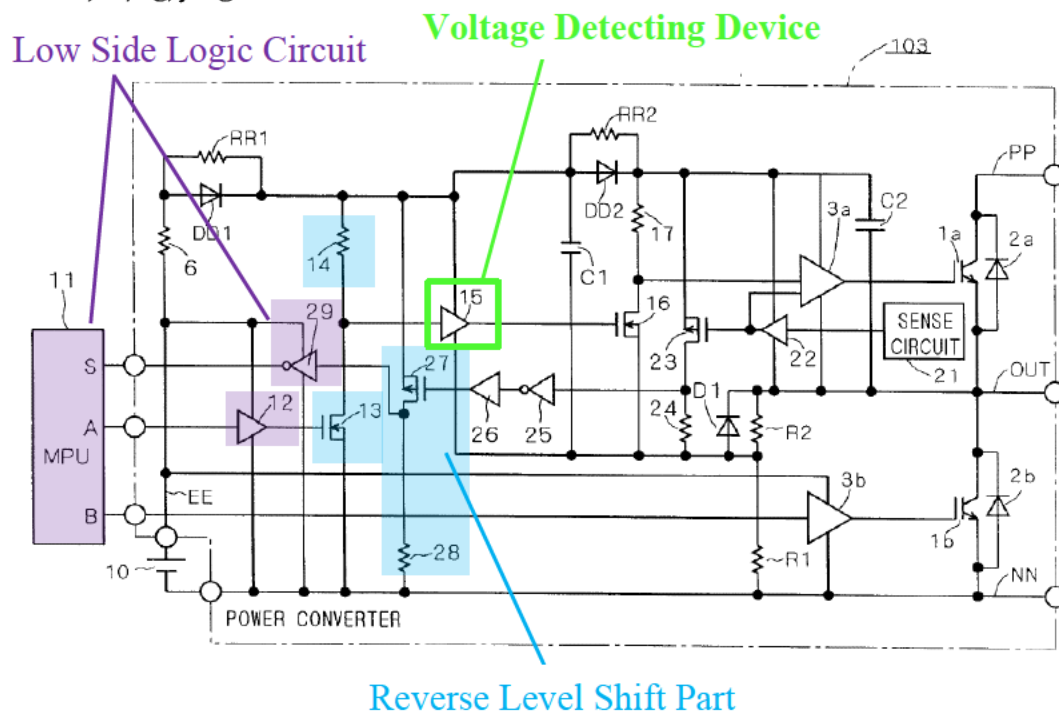 Voltage Detecting Device
Low Side Logic Circuit
103
RR1
RR2
PP
DD1
DD2
3a
C2
6
14
17
1a
2a
11
C1
15
29
16
SENSE
CIRCUIT
S
27
23
22
21
OUT
12
13
D1
A
MPU
26
25
24
R2
EE
3b
2b
B
1b
10
28
R1
NN
POWER CONVERTER
Reverse Level Shift Part